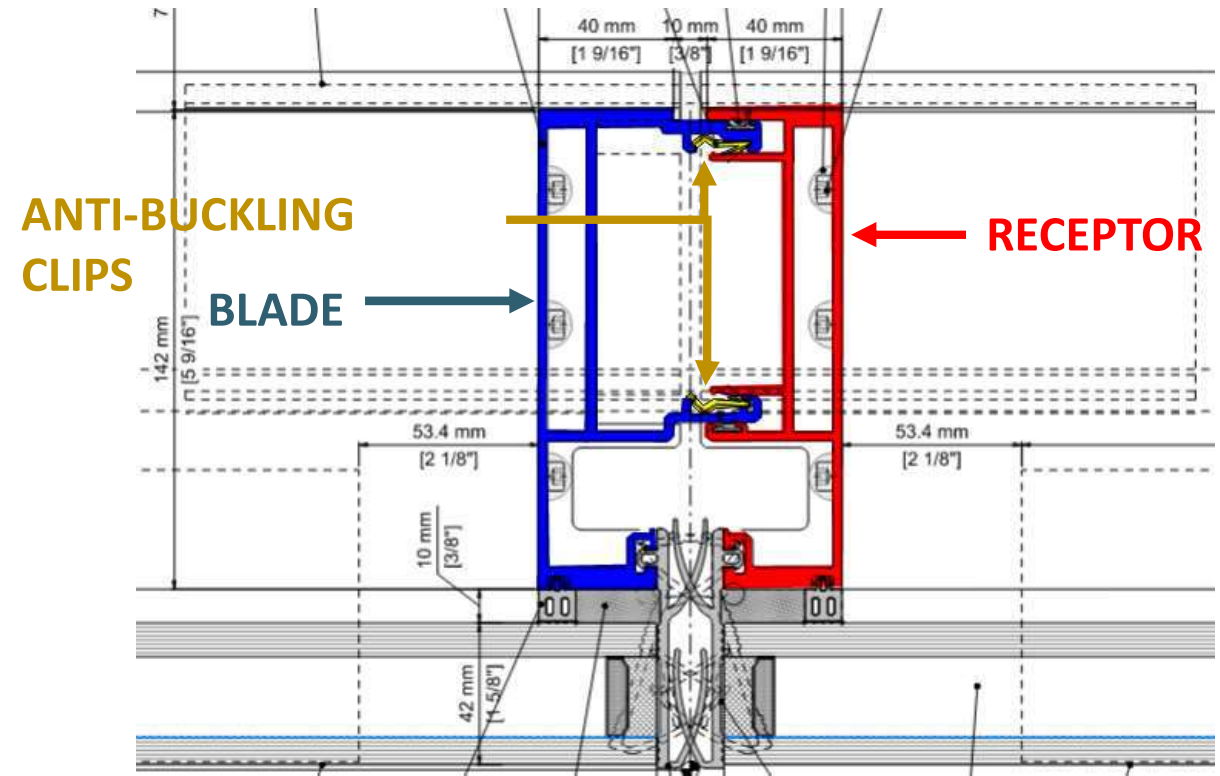 40 mm
[1 9/16"]
10 mm
[3/8"]
40 mm
[1 9/16"]
7
ANTI-BUCKLING
CLIPS
BLADE
RECEPTOR
142 mm
[5 9/16"]
53.4 mm
[2 1/8"]
53.4 mm
[2 1/8"]
10 mm
[3/8"]
42 mm
[1 5/8"]